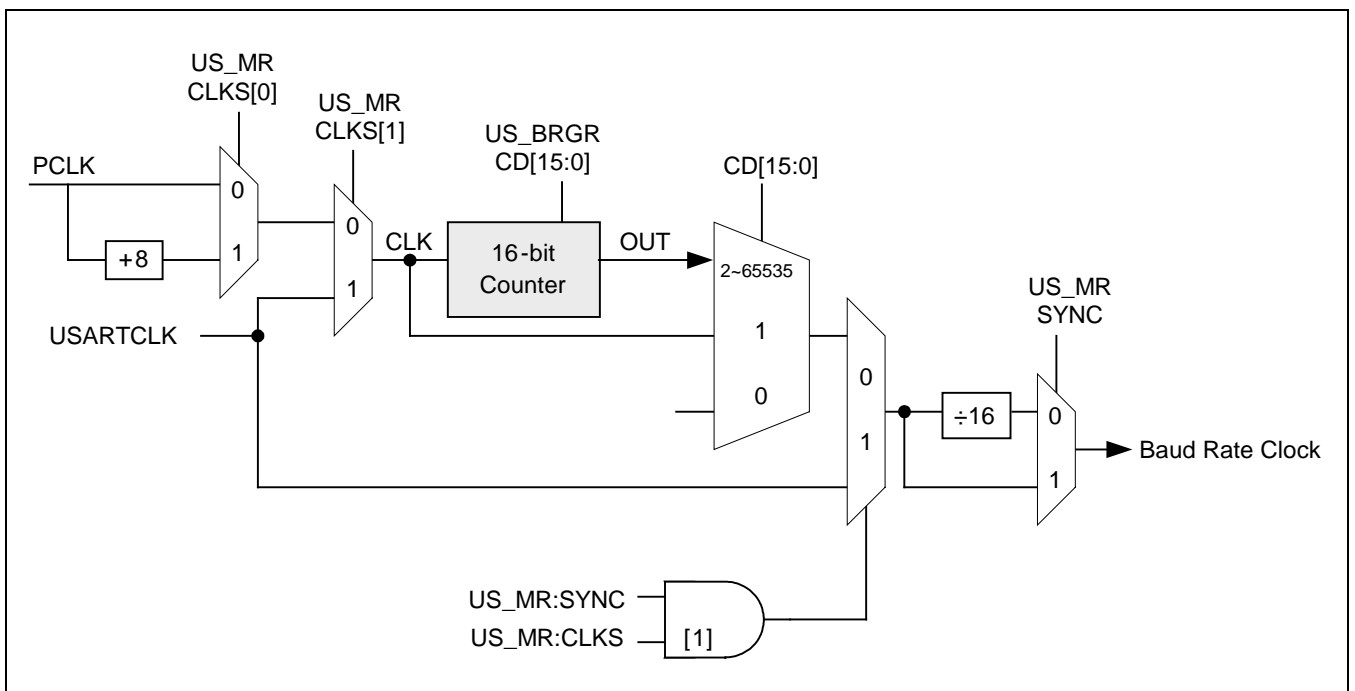 US_MR
CLKS[0]
US_MR
CLKS[1]
US_BRGR
CD[15:0]
CD[15:0]
PCLK
0
1
+8
0
1
CLK
16-bit
Counter
OUT
2~65535
1
0
US_MR
SYNC
USARTCLK
0
1
÷16
0
1
Baud Rate Clock
US_MR:SYNC
US_MR:CLKS
[1]